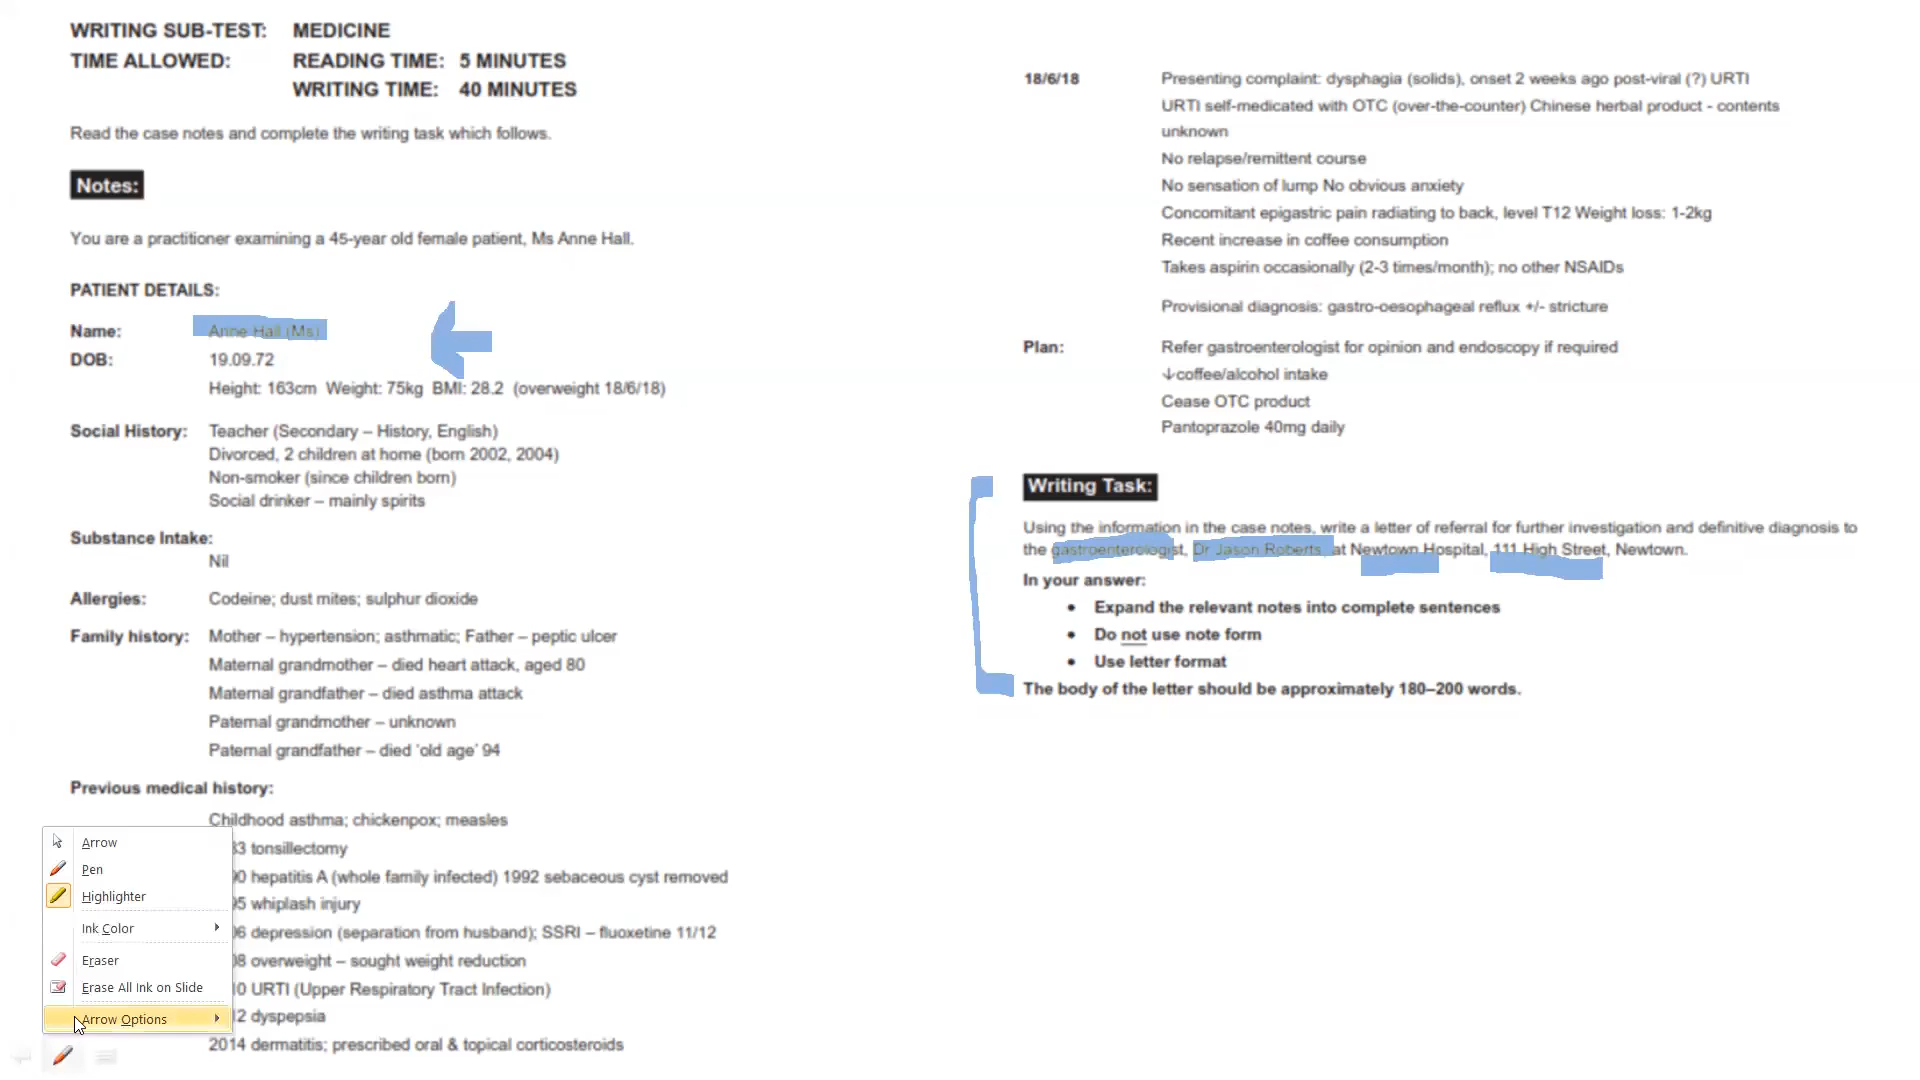 WRITING SUB-TEST: MEDICINE
TIME ALLOWED: READING TIME: 5 MINUTES
WRITING TIME: 40 MINUTES
Read the case notes and complete the writing task which follows.
Notes:
You are a practitioner examining a 45-year old female patient, Ms Anne Hall.
PATIENT DETAILS:
Name: Anne Hall (Ms)
DOB: 19.09.72
Height: 163cm Weight: 75kg BMI: 28.2 (overweight 18/6/18)
Social History: Teacher (Secondary – History, English)
Divorced, 2 children at home (born 2002, 2004)
Non-smoker (since children born)
Social drinker – mainly spirits
Substance Intake:
Nil
Allergies: Codeine; dust mites; sulphur dioxide
Family history: Mother – hypertension; asthmatic; Father – peptic ulcer
Maternal grandmother – died heart attack, aged 80
Maternal grandfather – died asthma attack
Paternal grandmother – unknown
Paternal grandfather – died ‘old age’ 94
Previous medical history:
Childhood asthma; chickenpox; measles
33 tonsillectomy
90 hepatitis A (whole family infected) 1992 sebaceous cyst removed
95 whiplash injury
06 depression (separation from husband); SSRI – fluoxetine 11/12
08 overweight – sought weight reduction
10 URTI (Upper Respiratory Tract Infection)
12 dyspepsia
2014 dermatitis; prescribed oral & topical corticosteroids
Arrow
Pen
Highlighter
Ink Color
Eraser
Erase All Ink on Slide
Arrow Options
18/6/18 Presenting complaint: dysphagia (solids), onset 2 weeks ago post-viral (?) URTI
URTI self-medicated with OTC (over-the-counter) Chinese herbal product - contents
unknown
No relapse/remittent course
No sensation of lump No obvious anxiety
Concomitant epigastric pain radiating to back, level T12 Weight loss: 1-2kg
Recent increase in coffee consumption
Takes aspirin occasionally (2-3 times/month); no other NSAIDs
Provisional diagnosis: gastro-oesophageal reflux +/- stricture
Plan: Refer gastroenterologist for opinion and endoscopy if required
↓coffee/alcohol intake
Cease OTC product
Pantoprazole 40mg daily
Writing Task:
Using the information in the case notes, write a letter of referral for further investigation and definitive diagnosis to
the gastroenterologist, Dr Jason Roberts, at Newtown Hospital, 111 High Street, Newtown.
In your answer:
• Expand the relevant notes into complete sentences
• Do not use note form
• Use letter format
The body of the letter should be approximately 180–200 words.